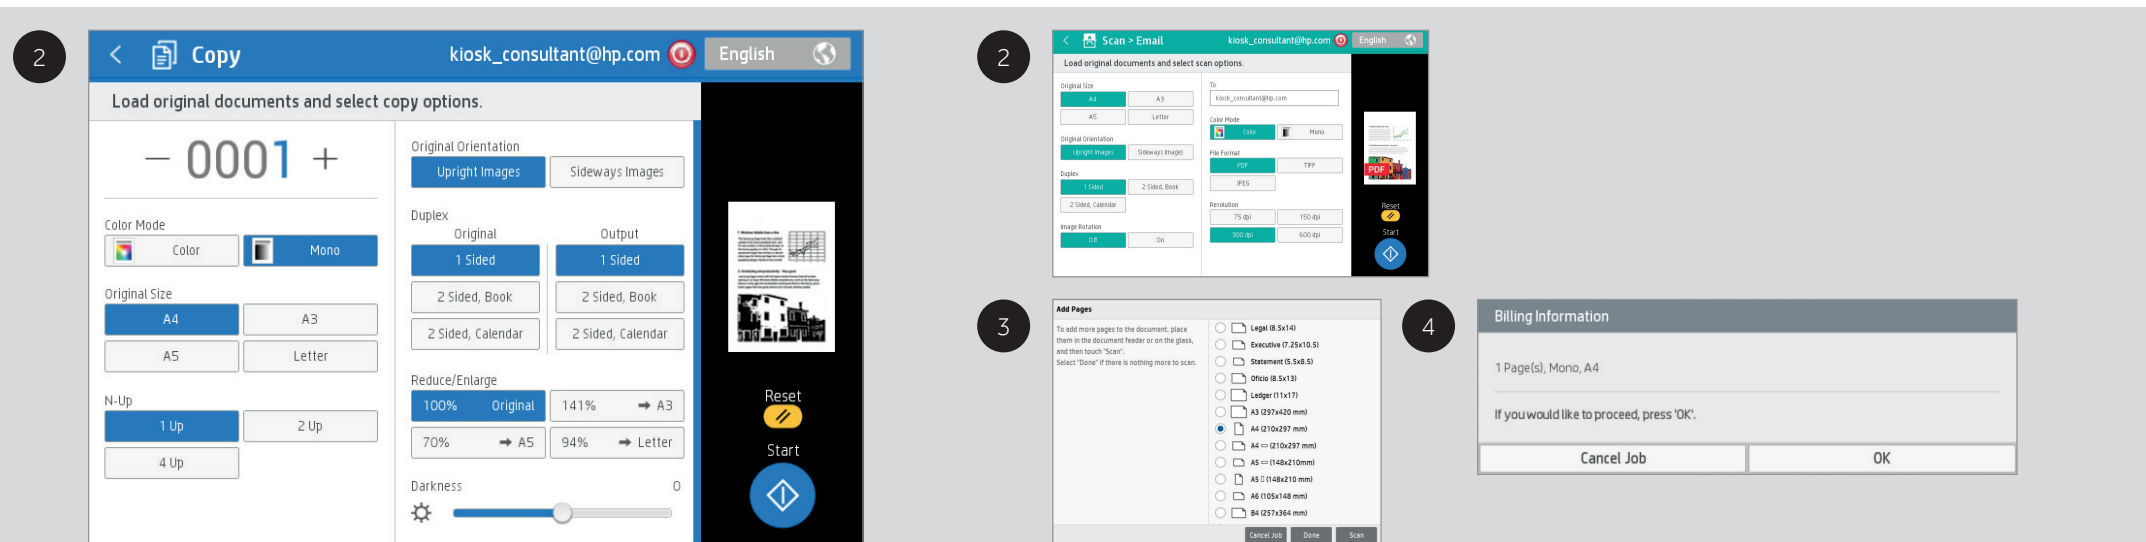 2
Copy
kiosk_consultant@hp.com
English
Load original documents and select copy options.
0001
Color Mode
Color
Mono
Original Size
A4
A3
A5
Letter
N-Up
1 Up
2 Up
4 Up
Original Orientation
Upright Images
Sideways Images
Duplex
Original
Output
1 Sided
1 Sided
2 Sided, Book
2 Sided, Book
2 Sided, Calendar
2 Sided, Calendar
Reduce/Enlarge
100% Original
141% ➔ A3
70% ➔ A5
94% ➔ Letter
Darkness
0
Reset
Start
2
Scan > Email
kiosk_consultant@hp.com
English
Load original documents and select scan options.
Original Size
A4
A3
A5
Letter
Original Orientation
Upright Images
Sideways Images
Duplex
1 Sided
2 Sided, Book
2 Sided, Calendar
Image Rotation
Off
On
To
kiosk_consultant@hp.com
Color Mode
Color
Mono
File Format
PDF
TIFF
JPEG
Resolution
75 dpi
150 dpi
300 dpi
600 dpi
PDF
Reset
Start
3
Add Pages
To add more pages to the document, place
them in the document feeder or on the glass,
and then touch "Scan".
Select "Done" if there is nothing more to scan.
Legal (8.5x14)
Executive (7.25x10.5)
Statement (5.5x8.5)
Oficio (8.5x13)
Ledger (11x17)
A3 (297x420 mm)
A4 (210x297 mm)
A4 ▭ (210x297 mm)
A5 ▭ (148x210mm)
A5 ▯ (148x210 mm)
A6 (105x148 mm)
B4 (257x364 mm)
Cancel Job
Done
Scan
4
Billing Information
1 Page(s), Mono, A4
If you would like to proceed, press 'OK'.
Cancel Job
OK